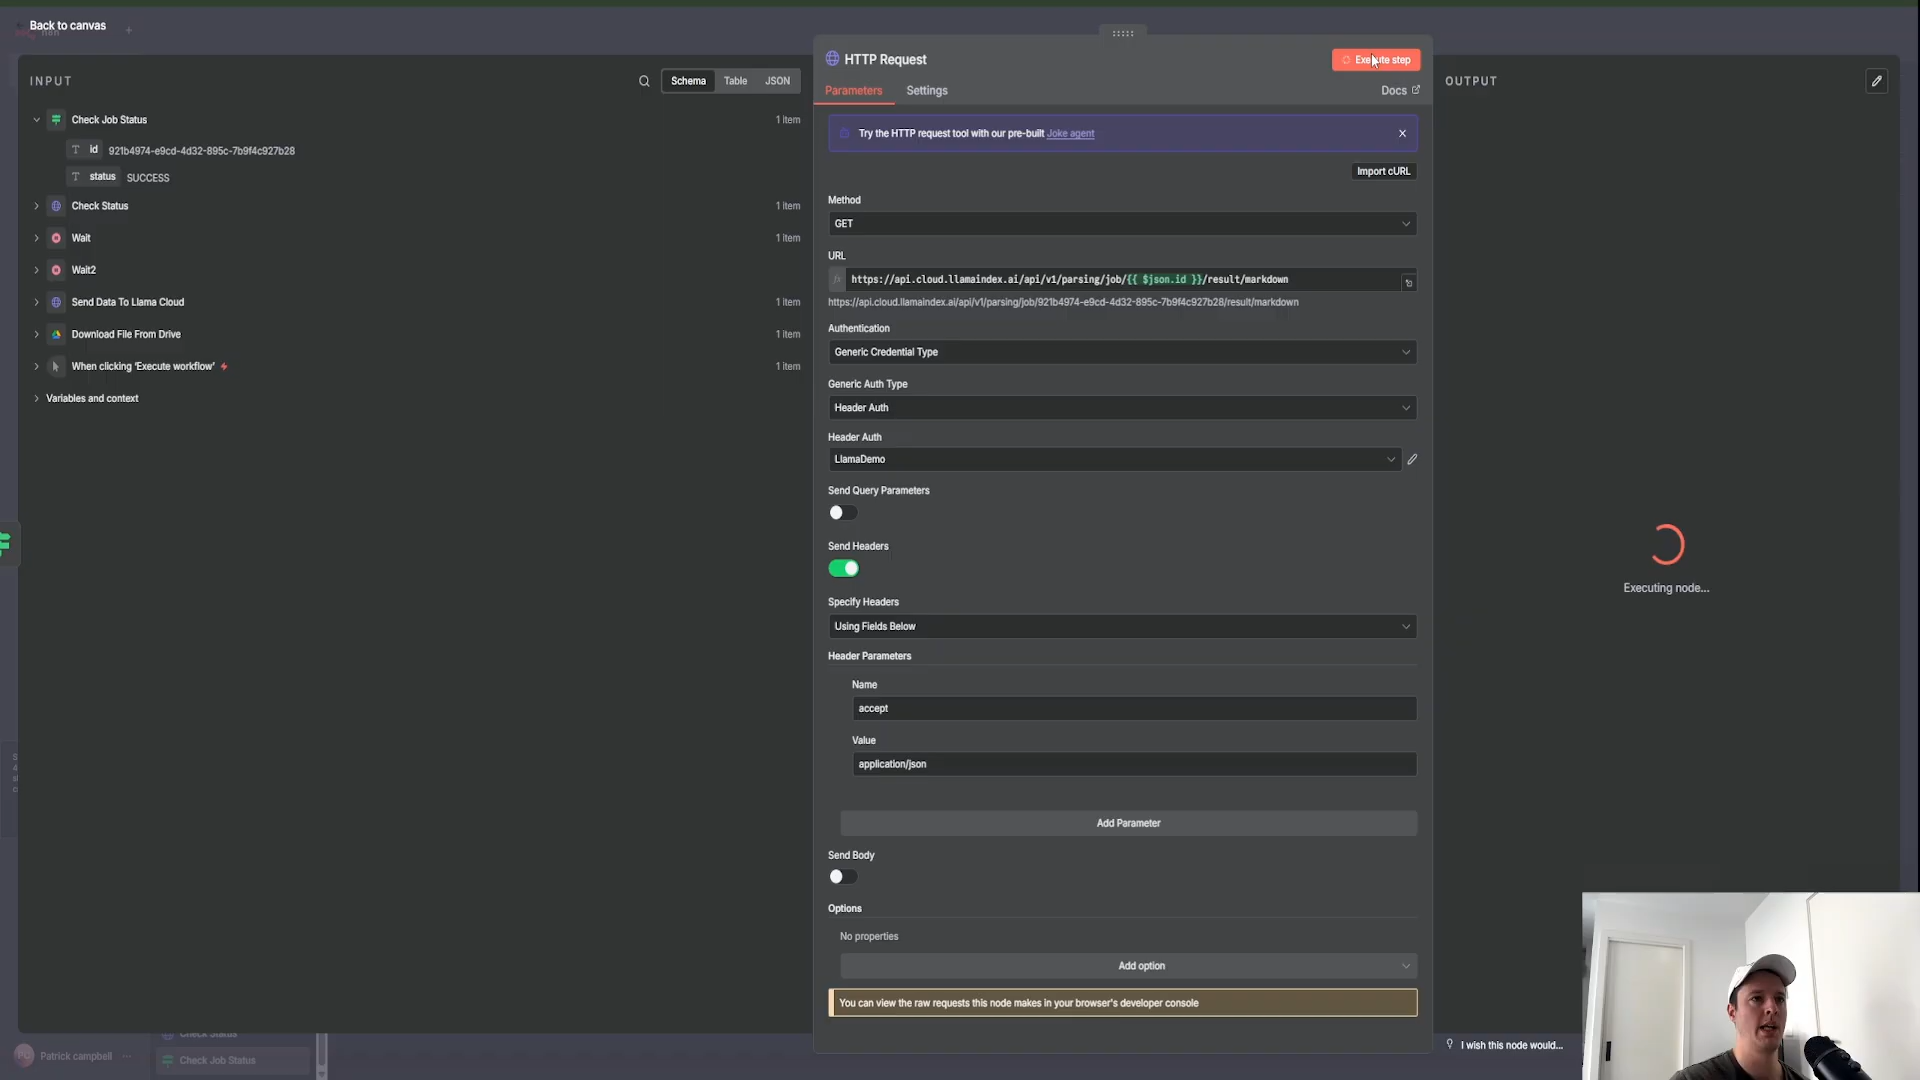 Back to canvas
INPUT
Schema
Table
JSON
Check Job Status
1 item
T id 921b4974-e9cd-4d32-895c-7b9f4c927b28
T status SUCCESS
Check Status
1 item
Wait
1 item
Wait2
Send Data To Llama Cloud
1 item
Download File From Drive
1 item
When clicking 'Execute workflow'
1 item
Variables and context
HTTP Request
Execute step
Parameters
Settings
Docs
Try the HTTP request tool with our pre-built Joke agent
Import cURL
Method
GET
URL
fx https://api.cloud.llamaindex.ai/api/v1/parsing/job/{{ $json.id }}/result/markdown
https://api.cloud.llamaindex.ai/api/v1/parsing/job/921b4974-e9cd-4d32-895c-7b9f4c927b28/result/markdown
Authentication
Generic Credential Type
Generic Auth Type
Header Auth
Header Auth
LlamaDemo
Send Query Parameters
Send Headers
Specify Headers
Using Fields Below
Header Parameters
Name
accept
Value
application/json
Add Parameter
Send Body
Options
No properties
Add option
You can view the raw requests this node makes in your browser's developer console
OUTPUT
Executing node...
I wish this node would...
Check Status
PC Patrick campbell
Check Job Status